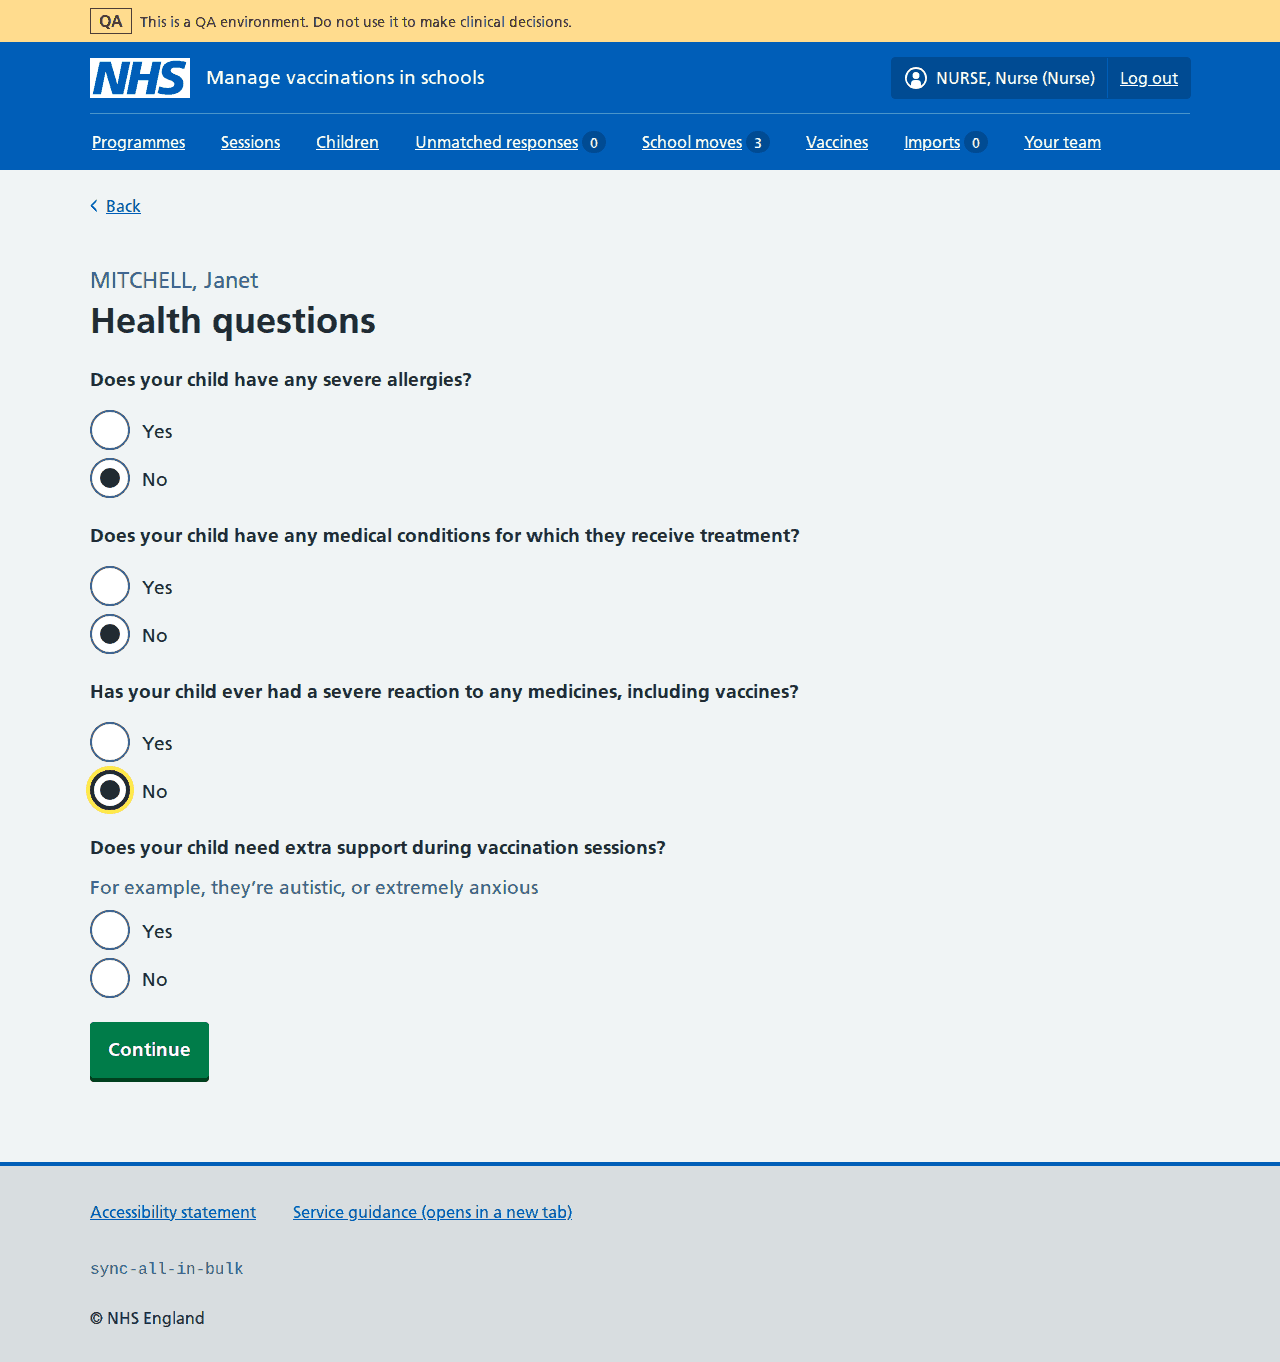 QA This is a QA environment. Do not use it to make clinical decisions.
NHS Manage vaccinations in schools NURSE, Nurse (Nurse) Log out
Programmes Sessions Children Unmatched responses 0 School moves 3 Vaccines Imports 0 Your team
Back
MITCHELL, Janet
Health questions
Does your child have any severe allergies?
Yes
No
Does your child have any medical conditions for which they receive treatment?
Yes
No
Has your child ever had a severe reaction to any medicines, including vaccines?
Yes
No
Does your child need extra support during vaccination sessions?
For example, they’re autistic, or extremely anxious
Yes
No
Continue
Accessibility statement Service guidance (opens in a new tab)
sync-all-in-bulk
© NHS England